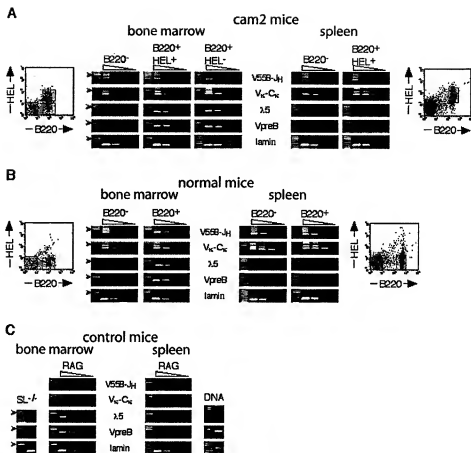 A
cam2 mice
bone marrow
spleen
B220-
B220+
HEL+
B220+
HEL-
B220-
B220+
HEL+
HEL
B220
V558-JH
Vκ-Cκ
λ5
VpreB
lamin
HEL
B220
B
normal mice
bone marrow
spleen
B220-
B220+
B220-
B220+
HEL
B220
V558-JH
Vκ-Cκ
λ5
VpreB
lamin
HEL
B220
C
control mice
bone marrow
spleen
SL-/-
RAG
RAG
DNA
V558-JH
Vκ-Cκ
λ5
VpreB
lamin